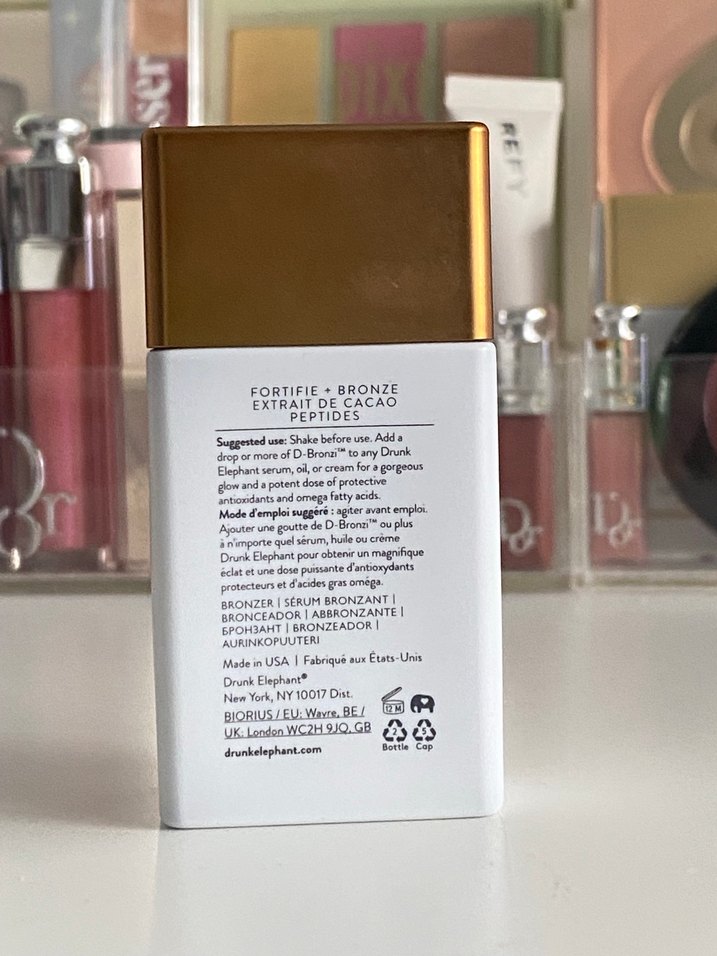 ser
PIXI
REFY
FORTIFIE + BRONZE
EXTRAIT DE CACAO
PEPTIDES
Suggested use: Shake before use. Add a
drop or more of D-Bronzi™ to any Drunk
Elephant serum, oil, or cream for a gorgeous
glow and a potent dose of protective
antioxidants and omega fatty acids.
Mode d'emploi suggéré : agiter avant emploi.
Ajouter une goutte de D-Bronzi™ ou plus
à n'importe quel sérum, huile ou crème
Drunk Elephant pour obtenir un magnifique
éclat et une dose puissante d'antioxydants
protecteurs et d'acides gras oméga.
BRONZER | SÉRUM BRONZANT |
BRONCEADOR | ABBRONZANTE |
БРОНЗАНТ | BRONZEADOR |
AURINKOPUUTERI
Made in USA | Fabriqué aux États-Unis
Drunk Elephant®
New York, NY 10017 Dist.
BIORIUS / EU: Wavre, BE /
UK: London WC2H 9JQ, GB
drunkelephant.com
12 M
2
5
Bottle Cap
Dior
Dior
Dior